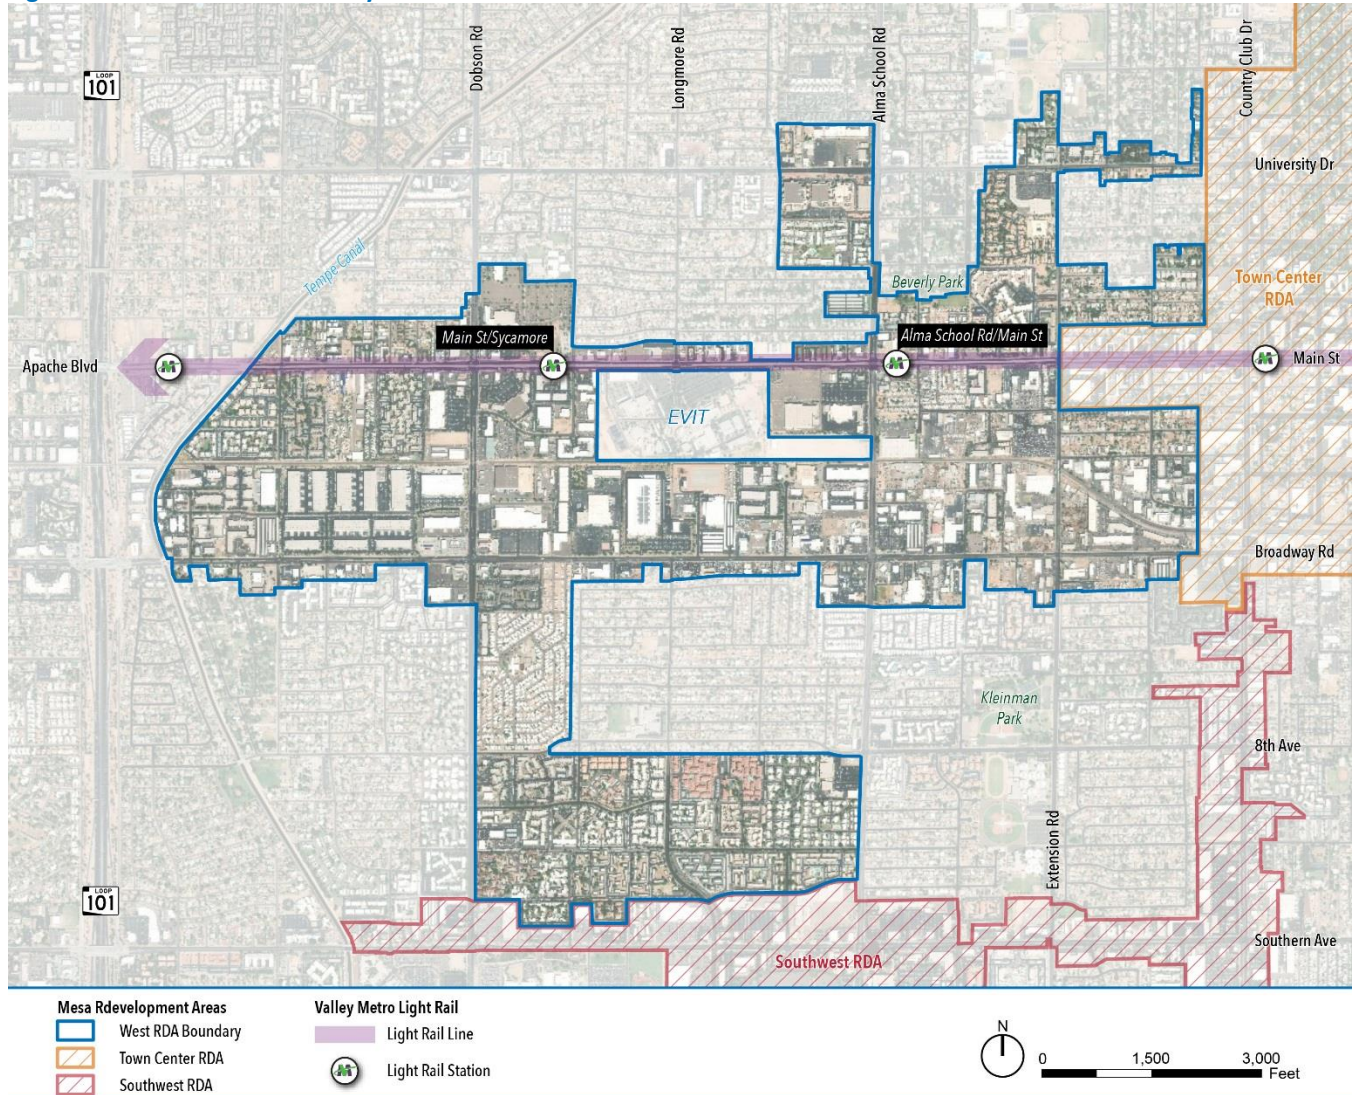 LOOP
101
Dobson Rd
Longmore Rd
Alma School Rd
Country Club Dr
University Dr
Tempe Canal
Beverly Park
Town Center
RDA
Main St/Sycamore
Alma School Rd/Main St
Apache Blvd
Main St
EVIT
Broadway Rd
Kleinman
Park
8th Ave
Extension Rd
LOOP
101
Southern Ave
Southwest RDA
Mesa Rdevelopment Areas
West RDA Boundary
Town Center RDA
Southwest RDA
Valley Metro Light Rail
Light Rail Line
Light Rail Station
N
0 1,500 3,000
Feet